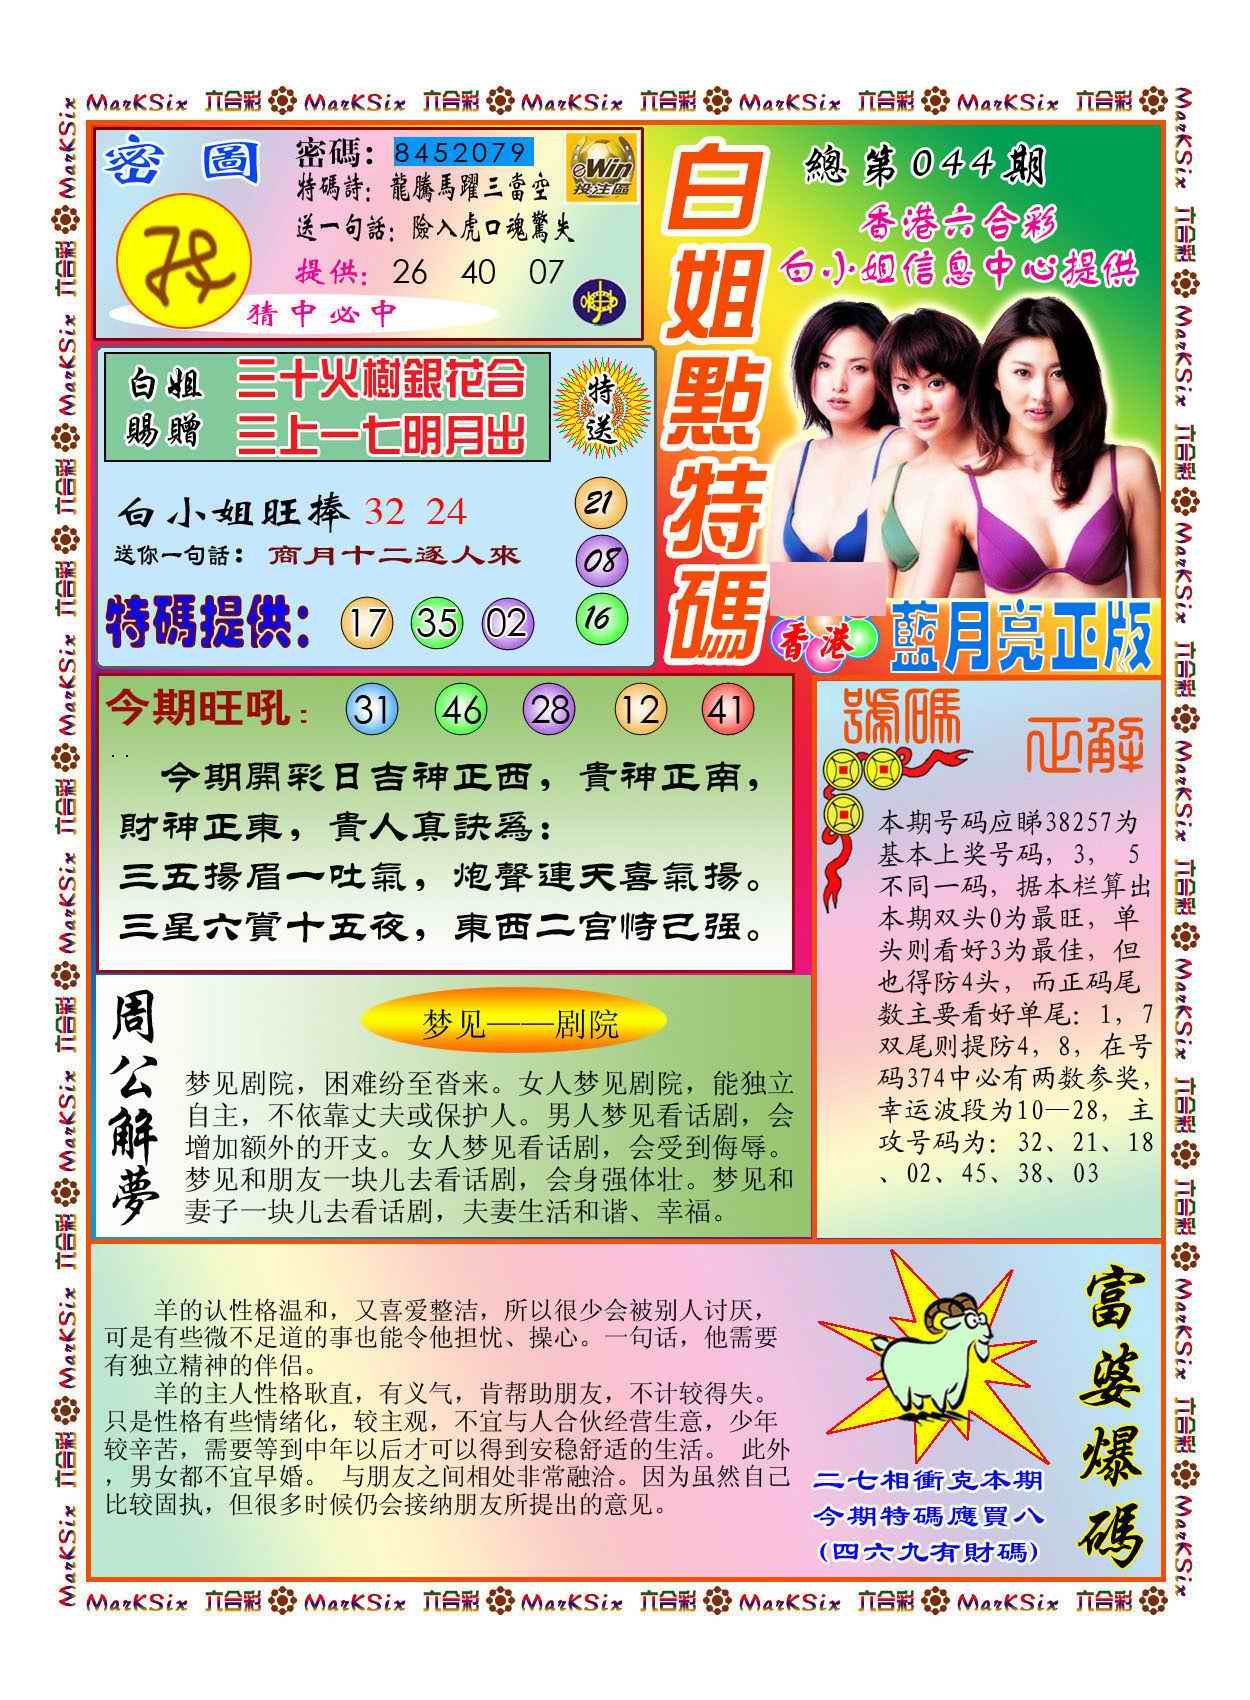 MarKSix 六合彩 MarKSix 六合彩 MarKSix 六合彩 MarKSix 六合彩 MarKSix 六合彩
密圖
密碼：8452079
特碼詩：龍騰馬躍三當空
送一句話：險入虎口魂驚失
提供：26 40 07
猜中必中
eWin
投注區
白姐點特碼
總第044期
香港六合彩
白小姐信息中心提供
香港
藍月亮正版
白姐賜贈
三十火樹銀花合
三上一七明月出
特送
21
08
16
白小姐旺捧 32 24
送你一句話：商月十二逐人來
特碼提供：17 35 02
今期旺吼：31 46 28 12 41
今期開彩日吉神正西，貴神正南，
財神正東，貴人真訣為：
三五揚眉一吐氣，炮聲連天喜氣揚。
三星六賞十五夜，東西二宫恃己强。
號碼正解
本期号码应睇38257为
基本上奖号码，3， 5
不同一码，据本栏算出
本期双头0为最旺，单
头则看好3为最佳，但
也得防4头，而正码尾
数主要看好单尾：1，7
双尾则提防4，8，在号
码374中必有两数参奖，
幸运波段为10—28，主
攻号码为：32、21、18
、02、45、38、03
周公解夢
梦见——剧院
梦见剧院，困难纷至沓来。女人梦见剧院，能独立
自主，不依靠丈夫或保护人。男人梦见看话剧，会
增加额外的开支。女人梦见看话剧，会受到侮辱。
梦见和朋友一块儿去看话剧，会身强体壮。梦见和
妻子一块儿去看话剧，夫妻生活和谐、幸福。
羊的认性格温和，又喜爱整洁，所以很少会被别人讨厌，
可是有些微不足道的事也能令他担忧、操心。一句话，他需要
有独立精神的伴侣。
羊的主人性格耿直，有义气，肯帮助朋友，不计较得失。
只是性格有些情绪化，较主观，不宜与人合伙经营生意，少年
较辛苦，需要等到中年以后才可以得到安稳舒适的生活。 此外
，男女都不宜早婚。 与朋友之间相处非常融洽。因为虽然自己
比较固执，但很多时候仍会接纳朋友所提出的意见。
富婆爆碼
二七相衝克本期
今期特碼應買八
(四六九有財碼)
MarKSix 六合彩 MarKSix 六合彩 MarKSix 六合彩 MarKSix 六合彩 MarKSix 六合彩